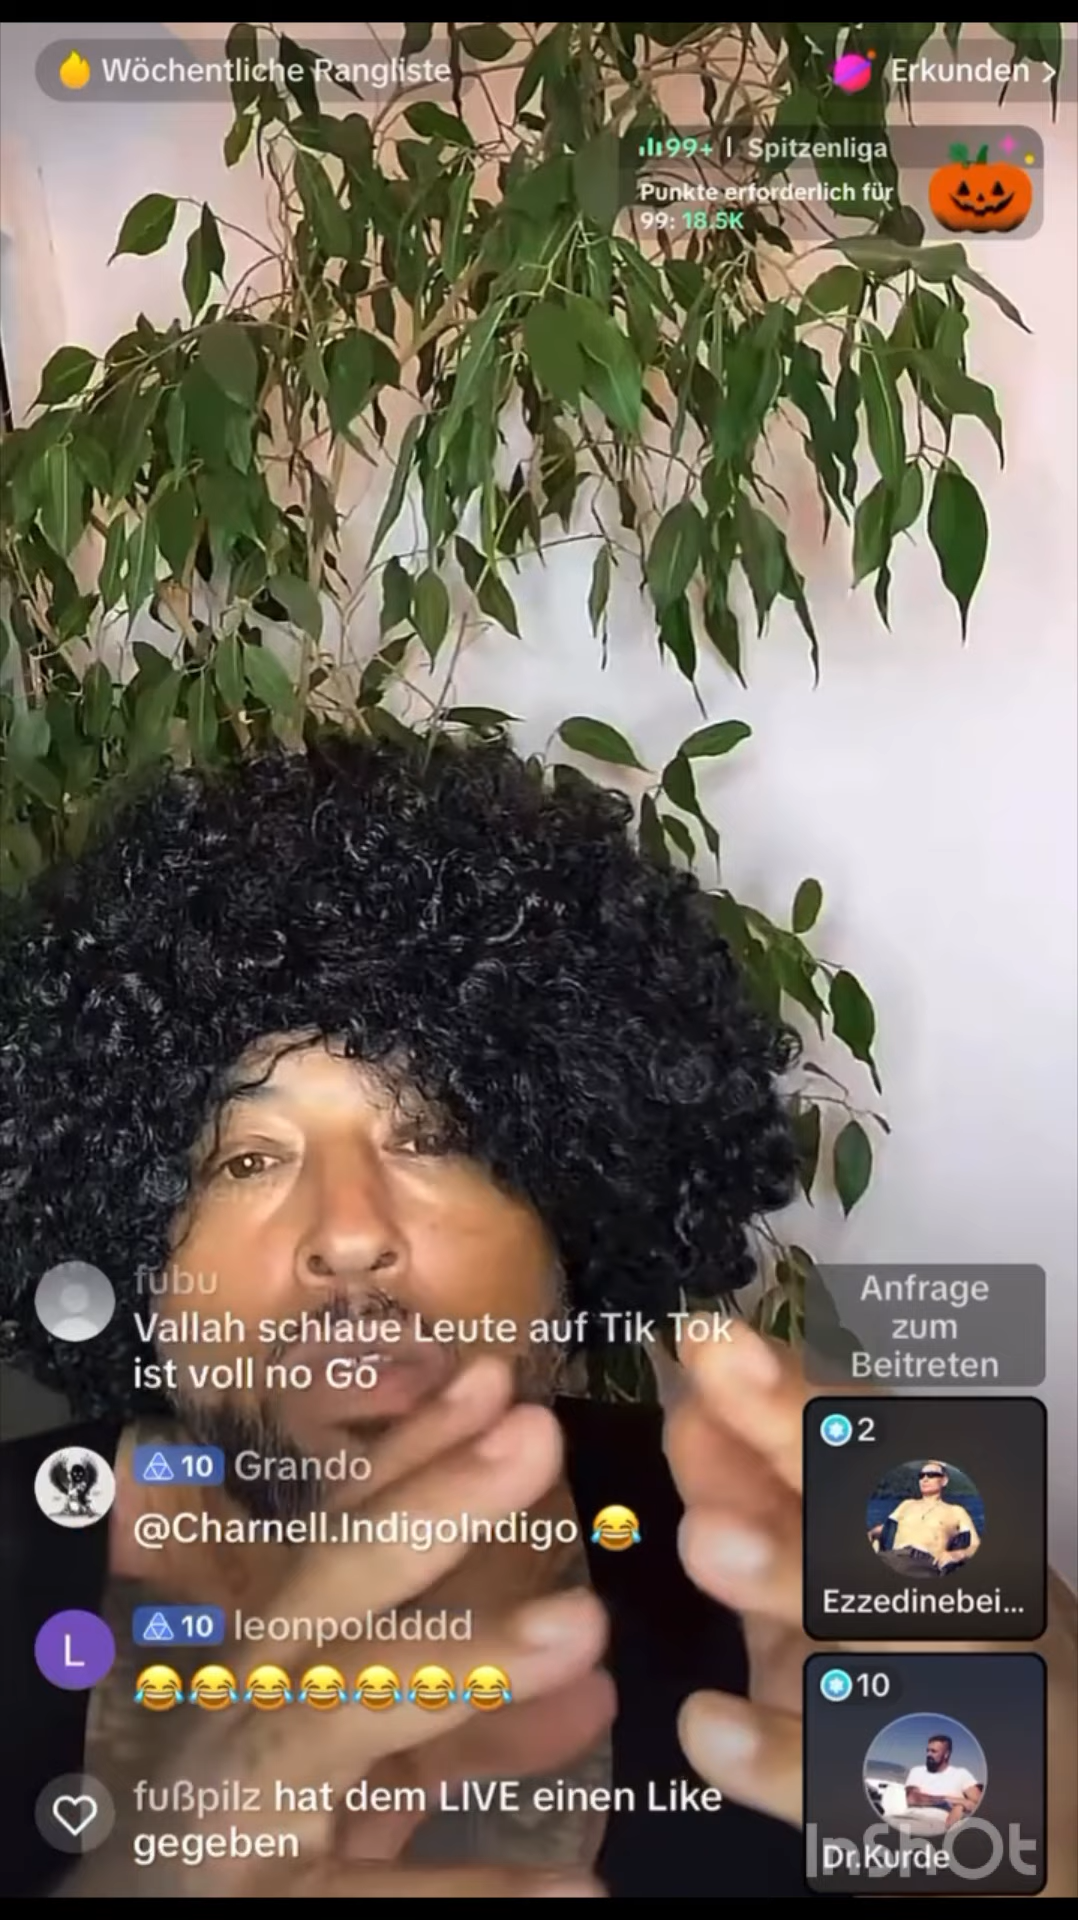 Wöchentliche Rangliste
Erkunden >
99+ | Spitzenliga
Punkte erforderlich für
99: 18.5K
fubu
Vallah schlaue Leute auf Tik Tok
ist voll no Go
Anfrage
zum
Beitreten
10 Grando
@Charnell.IndigoIndigo 😂
2
Ezzedinebei...
10 leonpoldddd
😂😂😂😂😂😂😂
10
Dr.Kurde
fußpilz hat dem LIVE einen Like
gegeben
L
InShOt